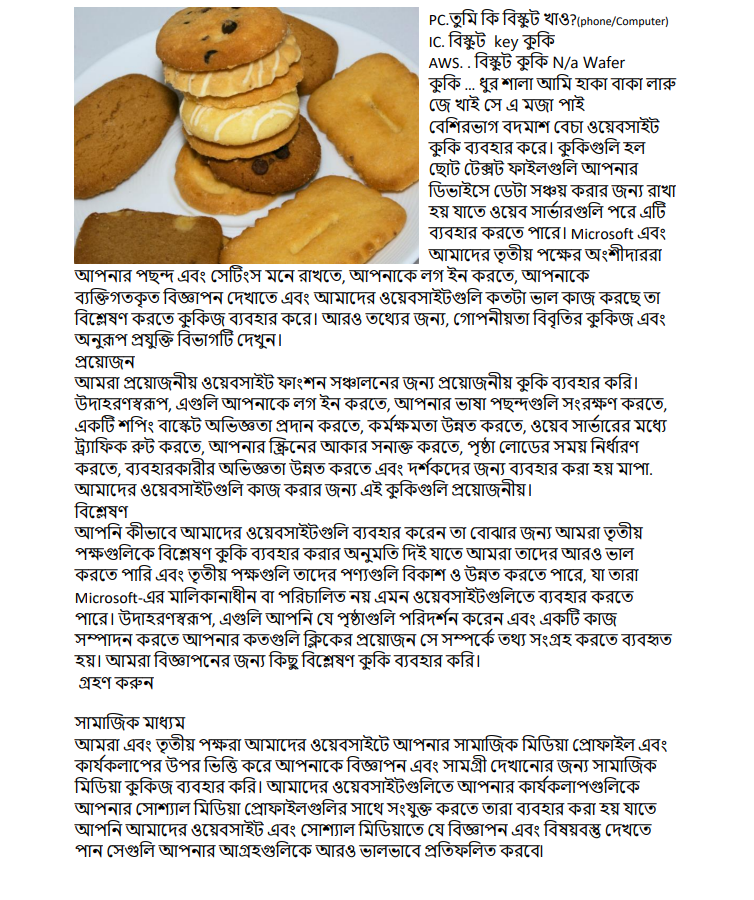 PC.তুমি কি বিস্কুট খাও?(phone/Computer)
IC. বিস্কুট key কুকি
AWS. . বিস্কুট কুকি N/a Wafer
কুকি ... ধুর শালা আমি হাকা বাকা লারু
জে খাই সে এ মজা পাই
বেশিরভাগ বদমাশ বেচা ওয়েবসাইট
কুকি ব্যবহার করে। কুকিগুলি হল
ছোট টেক্সট ফাইলগুলি আপনার
ডিভাইসে ডেটা সঞ্চয় করার জন্য রাখা
হয় যাতে ওয়েব সার্ভারগুলি পরে এটি
ব্যবহার করতে পারে। Microsoft এবং
আমাদের তৃতীয় পক্ষের অংশীদাররা
আপনার পছন্দ এবং সেটিংস মনে রাখতে, আপনাকে লগ ইন করতে, আপনাকে
ব্যক্তিগতকৃত বিজ্ঞাপন দেখাতে এবং আমাদের ওয়েবসাইটগুলি কতটা ভাল কাজ করছে তা
বিশ্লেষণ করতে কুকিজ ব্যবহার করে। আরও তথ্যের জন্য, গোপনীয়তা বিবৃতির কুকিজ এবং
অনুরূপ প্রযুক্তি বিভাগটি দেখুন।
প্রয়োজন
আমরা প্রয়োজনীয় ওয়েবসাইট ফাংশন সঞ্চালনের জন্য প্রয়োজনীয় কুকি ব্যবহার করি।
উদাহরণস্বরূপ, এগুলি আপনাকে লগ ইন করতে, আপনার ভাষা পছন্দগুলি সংরক্ষণ করতে,
একটি শপিং বাস্কেট অভিজ্ঞতা প্রদান করতে, কর্মক্ষমতা উন্নত করতে, ওয়েব সার্ভারের মধ্যে
ট্র্যাফিক রুট করতে, আপনার স্ক্রিনের আকার সনাক্ত করতে, পৃষ্ঠা লোডের সময় নির্ধারণ
করতে, ব্যবহারকারীর অভিজ্ঞতা উন্নত করতে এবং দর্শকদের জন্য ব্যবহার করা হয় মাপা.
আমাদের ওয়েবসাইটগুলি কাজ করার জন্য এই কুকিগুলি প্রয়োজনীয়।
বিশ্লেষণ
আপনি কীভাবে আমাদের ওয়েবসাইটগুলি ব্যবহার করেন তা বোঝার জন্য আমরা তৃতীয়
পক্ষগুলিকে বিশ্লেষণ কুকি ব্যবহার করার অনুমতি দিই যাতে আমরা তাদের আরও ভাল
করতে পারি এবং তৃতীয় পক্ষগুলি তাদের পণ্যগুলি বিকাশ ও উন্নত করতে পারে, যা তারা
Microsoft-এর মালিকানাধীন বা পরিচালিত নয় এমন ওয়েবসাইটগুলিতে ব্যবহার করতে
পারে। উদাহরণস্বরূপ, এগুলি আপনি যে পৃষ্ঠাগুলি পরিদর্শন করেন এবং একটি কাজ
সম্পাদন করতে আপনার কতগুলি ক্লিকের প্রয়োজন সে সম্পর্কে তথ্য সংগ্রহ করতে ব্যবহৃত
হয়। আমরা বিজ্ঞাপনের জন্য কিছু বিশ্লেষণ কুকি ব্যবহার করি।
গ্রহণ করুন
সামাজিক মাধ্যম
আমরা এবং তৃতীয় পক্ষরা আমাদের ওয়েবসাইটে আপনার সামাজিক মিডিয়া প্রোফাইল এবং
কার্যকলাপের উপর ভিত্তি করে আপনাকে বিজ্ঞাপন এবং সামগ্রী দেখানোর জন্য সামাজিক
মিডিয়া কুকিজ ব্যবহার করি। আমাদের ওয়েবসাইটগুলিতে আপনার কার্যকলাপগুলিকে
আপনার সোশ্যাল মিডিয়া প্রোফাইলগুলির সাথে সংযুক্ত করতে তারা ব্যবহার করা হয় যাতে
আপনি আমাদের ওয়েবসাইট এবং সোশ্যাল মিডিয়াতে যে বিজ্ঞাপন এবং বিষয়বস্তু দেখতে
পান সেগুলি আপনার আগ্রহগুলিকে আরও ভালভাবে প্রতিফলিত করবে৷